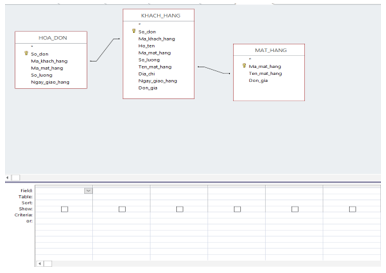 KHACH_HANG
*
So_don
Ma_khach_hang
Ho_ten
Ma_mat_hang
So_luong
Ten_mat_hang
Dia_chi
Ngay_giao_hang
Don_gia
HOA_DON
*
So_don
Ma_khach_hang
Ma_mat_hang
So_luong
Ngay_giao_hang
MAT_HANG
*
Ma_mat_hang
Ten_mat_hang
Don_gia
Field:
Table:
Sort:
Show:
Criteria:
or: